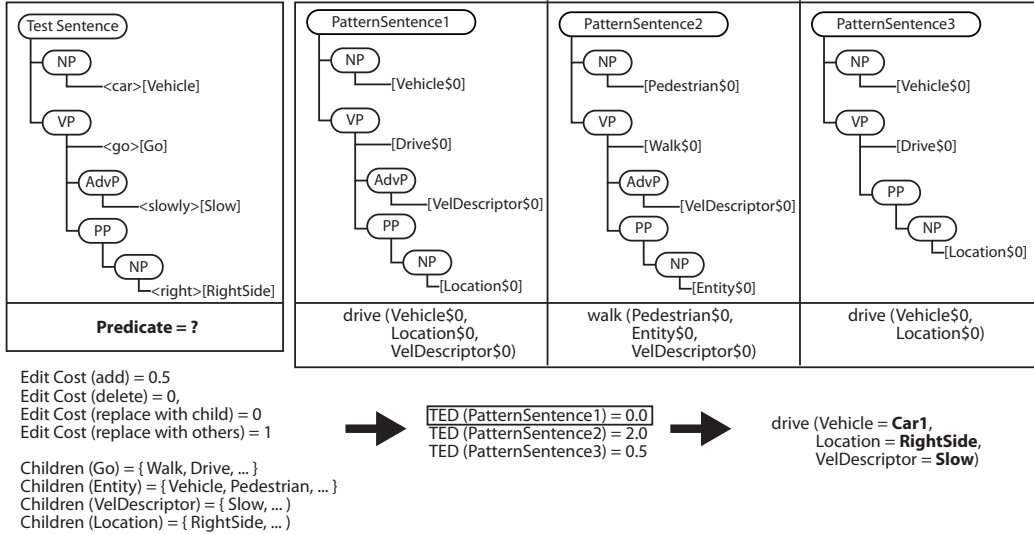 Test Sentence
NP
<car>[Vehicle]
VP
<go>[Go]
AdvP
<slowly>[Slow]
PP
NP
<right>[RightSide]
Predicate = ?
PatternSentence1
NP
[Vehicle$0]
VP
[Drive$0]
AdvP
[VelDescriptor$0]
PP
NP
[Location$0]
drive (Vehicle$0,
Location$0,
VelDescriptor$0)
PatternSentence2
NP
[Pedestrian$0]
VP
[Walk$0]
AdvP
[VelDescriptor$0]
PP
NP
[Entity$0]
walk (Pedestrian$0,
Entity$0,
VelDescriptor$0)
PatternSentence3
NP
[Vehicle$0]
VP
[Drive$0]
PP
NP
[Location$0]
drive (Vehicle$0,
Location$0)
Edit Cost (add) = 0.5
Edit Cost (delete) = 0,
Edit Cost (replace with child) = 0
Edit Cost (replace with others) = 1
Children (Go) = { Walk, Drive, ... }
Children (Entity) = { Vehicle, Pedestrian, ... }
Children (VelDescriptor) = { Slow, ... )
Children (Location) = { RightSide, ... )
TED (PatternSentence1) = 0.0
TED (PatternSentence2) = 2.0
TED (PatternSentence3) = 0.5
drive (Vehicle = Car1,
Location = RightSide,
VelDescriptor = Slow)